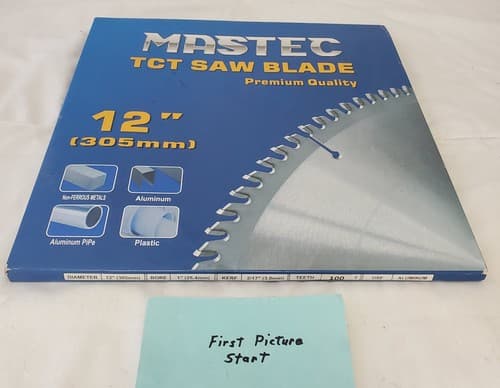 MASTEC
TCT SAW BLADE
Premium Quality
12"
(305mm)
Non-FERROUS METALS
Aluminum
Aluminum PiPe
Plastic
DIAMETER 12" (305mm) BORE 1" (25.4mm) KERF TEETH 100
First Picture
Start